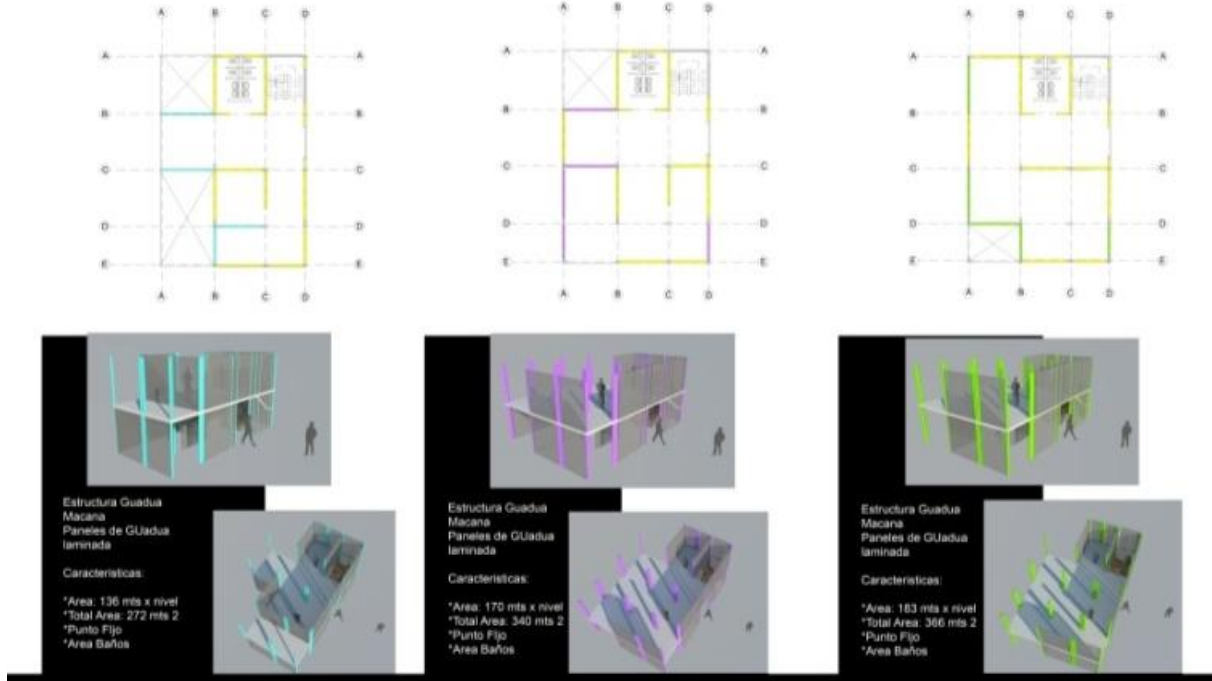 A B C D
A A
B B
C C
D D
E E
A B C D
A B C D
A A
B B
C C
D D
E E
A B C D
A B C D
A A
B B
C C
D D
E E
A B C D
Estructura Guadua
Macana
Paneles de GUadua
laminada
Caracteristicas:
*Area: 136 mts x nivel
*Total Area: 272 mts 2
*Punto FIjo
*Area Baños
Estructura Guadua
Macana
Paneles de GUadua
laminada
Caracteristicas:
*Area: 170 mts x nivel
*Total Area: 340 mts 2
*Punto FIjo
*Area Baños
Estructura Guadua
Macana
Paneles de GUadua
laminada
Caracteristicas:
*Area: 183 mts x nivel
*Total Area: 366 mts 2
*Punto FIjo
*Area Baños